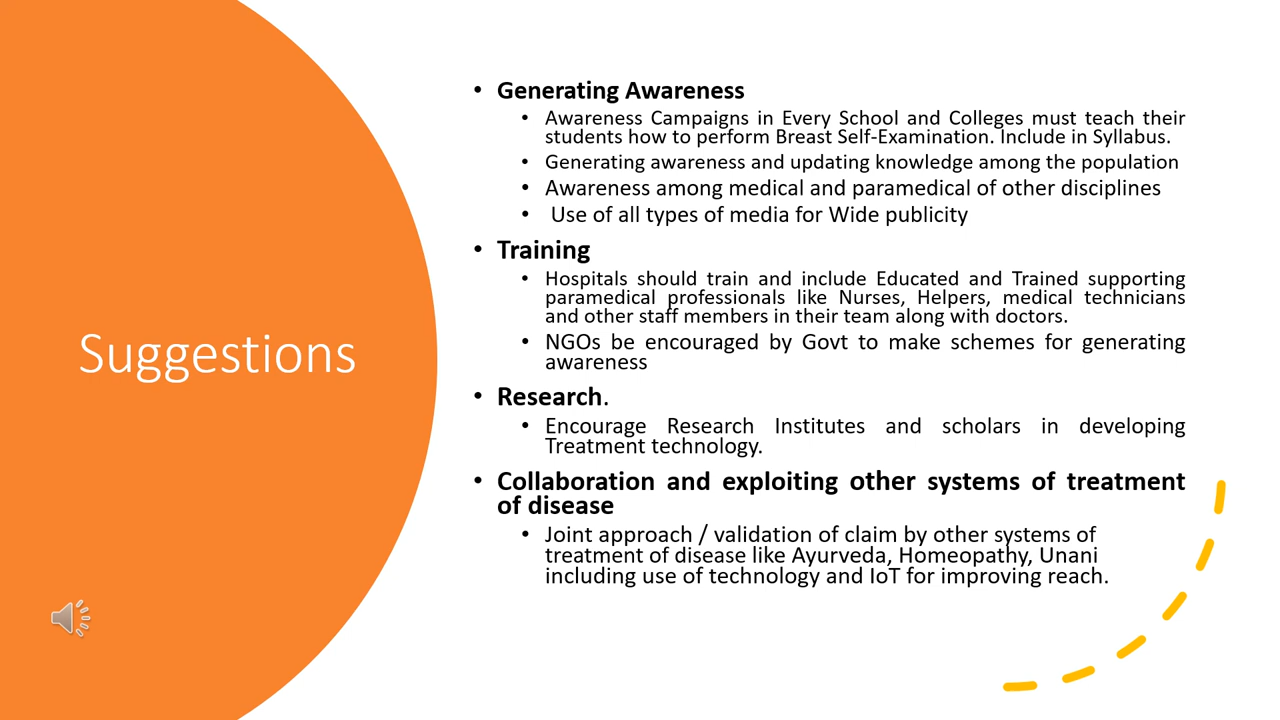 Suggestions
• Generating Awareness
• Awareness Campaigns in Every School and Colleges must teach their
students how to perform Breast Self-Examination. Include in Syllabus.
• Generating awareness and updating knowledge among the population
• Awareness among medical and paramedical of other disciplines
• Use of all types of media for Wide publicity
• Training
• Hospitals should train and include Educated and Trained supporting
paramedical professionals like Nurses, Helpers, medical technicians
and other staff members in their team along with doctors.
• NGOs be encouraged by Govt to make schemes for generating
awareness
• Research.
• Encourage Research Institutes and scholars in developing
Treatment technology.
• Collaboration and exploiting other systems of treatment
of disease
• Joint approach / validation of claim by other systems of
treatment of disease like Ayurveda, Homeopathy, Unani
including use of technology and IoT for improving reach.